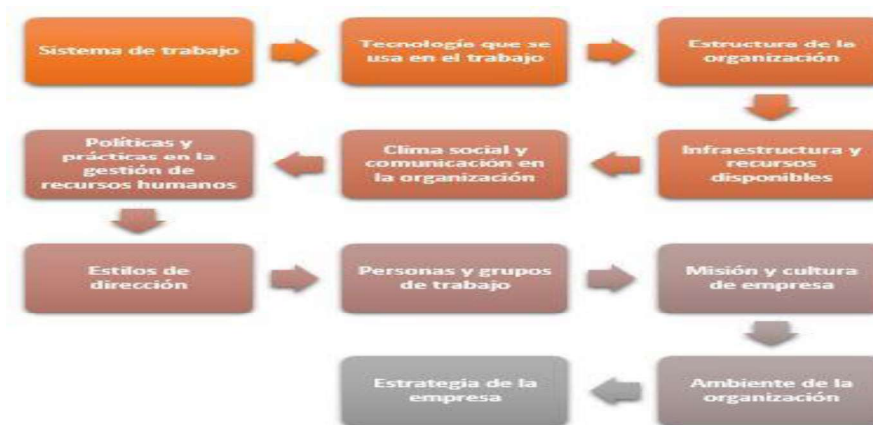 Sistema de trabajo
Tecnología que se
usa en el trabajo
Estructura de la
organización
Infraestructura y
recursos
disponibles
Clima social y
comunicación en
la organización
Políticas y
prácticas en la
gestión de
recursos humanos
Estilos de
dirección
Personas y grupos
de trabajo
Misión y cultura
de empresa
Ambiente de la
organización
Estrategia de la
empresa